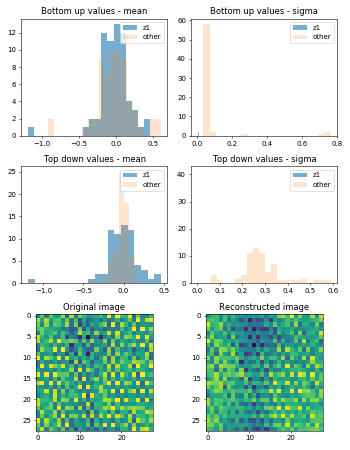 Bottom up values - mean
12
10
8
6
4
2
0
−1.0 −0.5 0.0 0.5
z1
other
Bottom up values - sigma
60
50
40
30
20
10
0
0.0 0.2 0.4 0.6 0.8
z1
other
Top down values - mean
25
20
15
10
5
0
−1.0 −0.5 0.0 0.5
z1
other
Top down values - sigma
40
30
20
10
0
0.0 0.1 0.2 0.3 0.4 0.5 0.6
z1
other
Original image
0
5
10
15
20
25
0 10 20
Reconstructed image
0
5
10
15
20
25
0 10 20